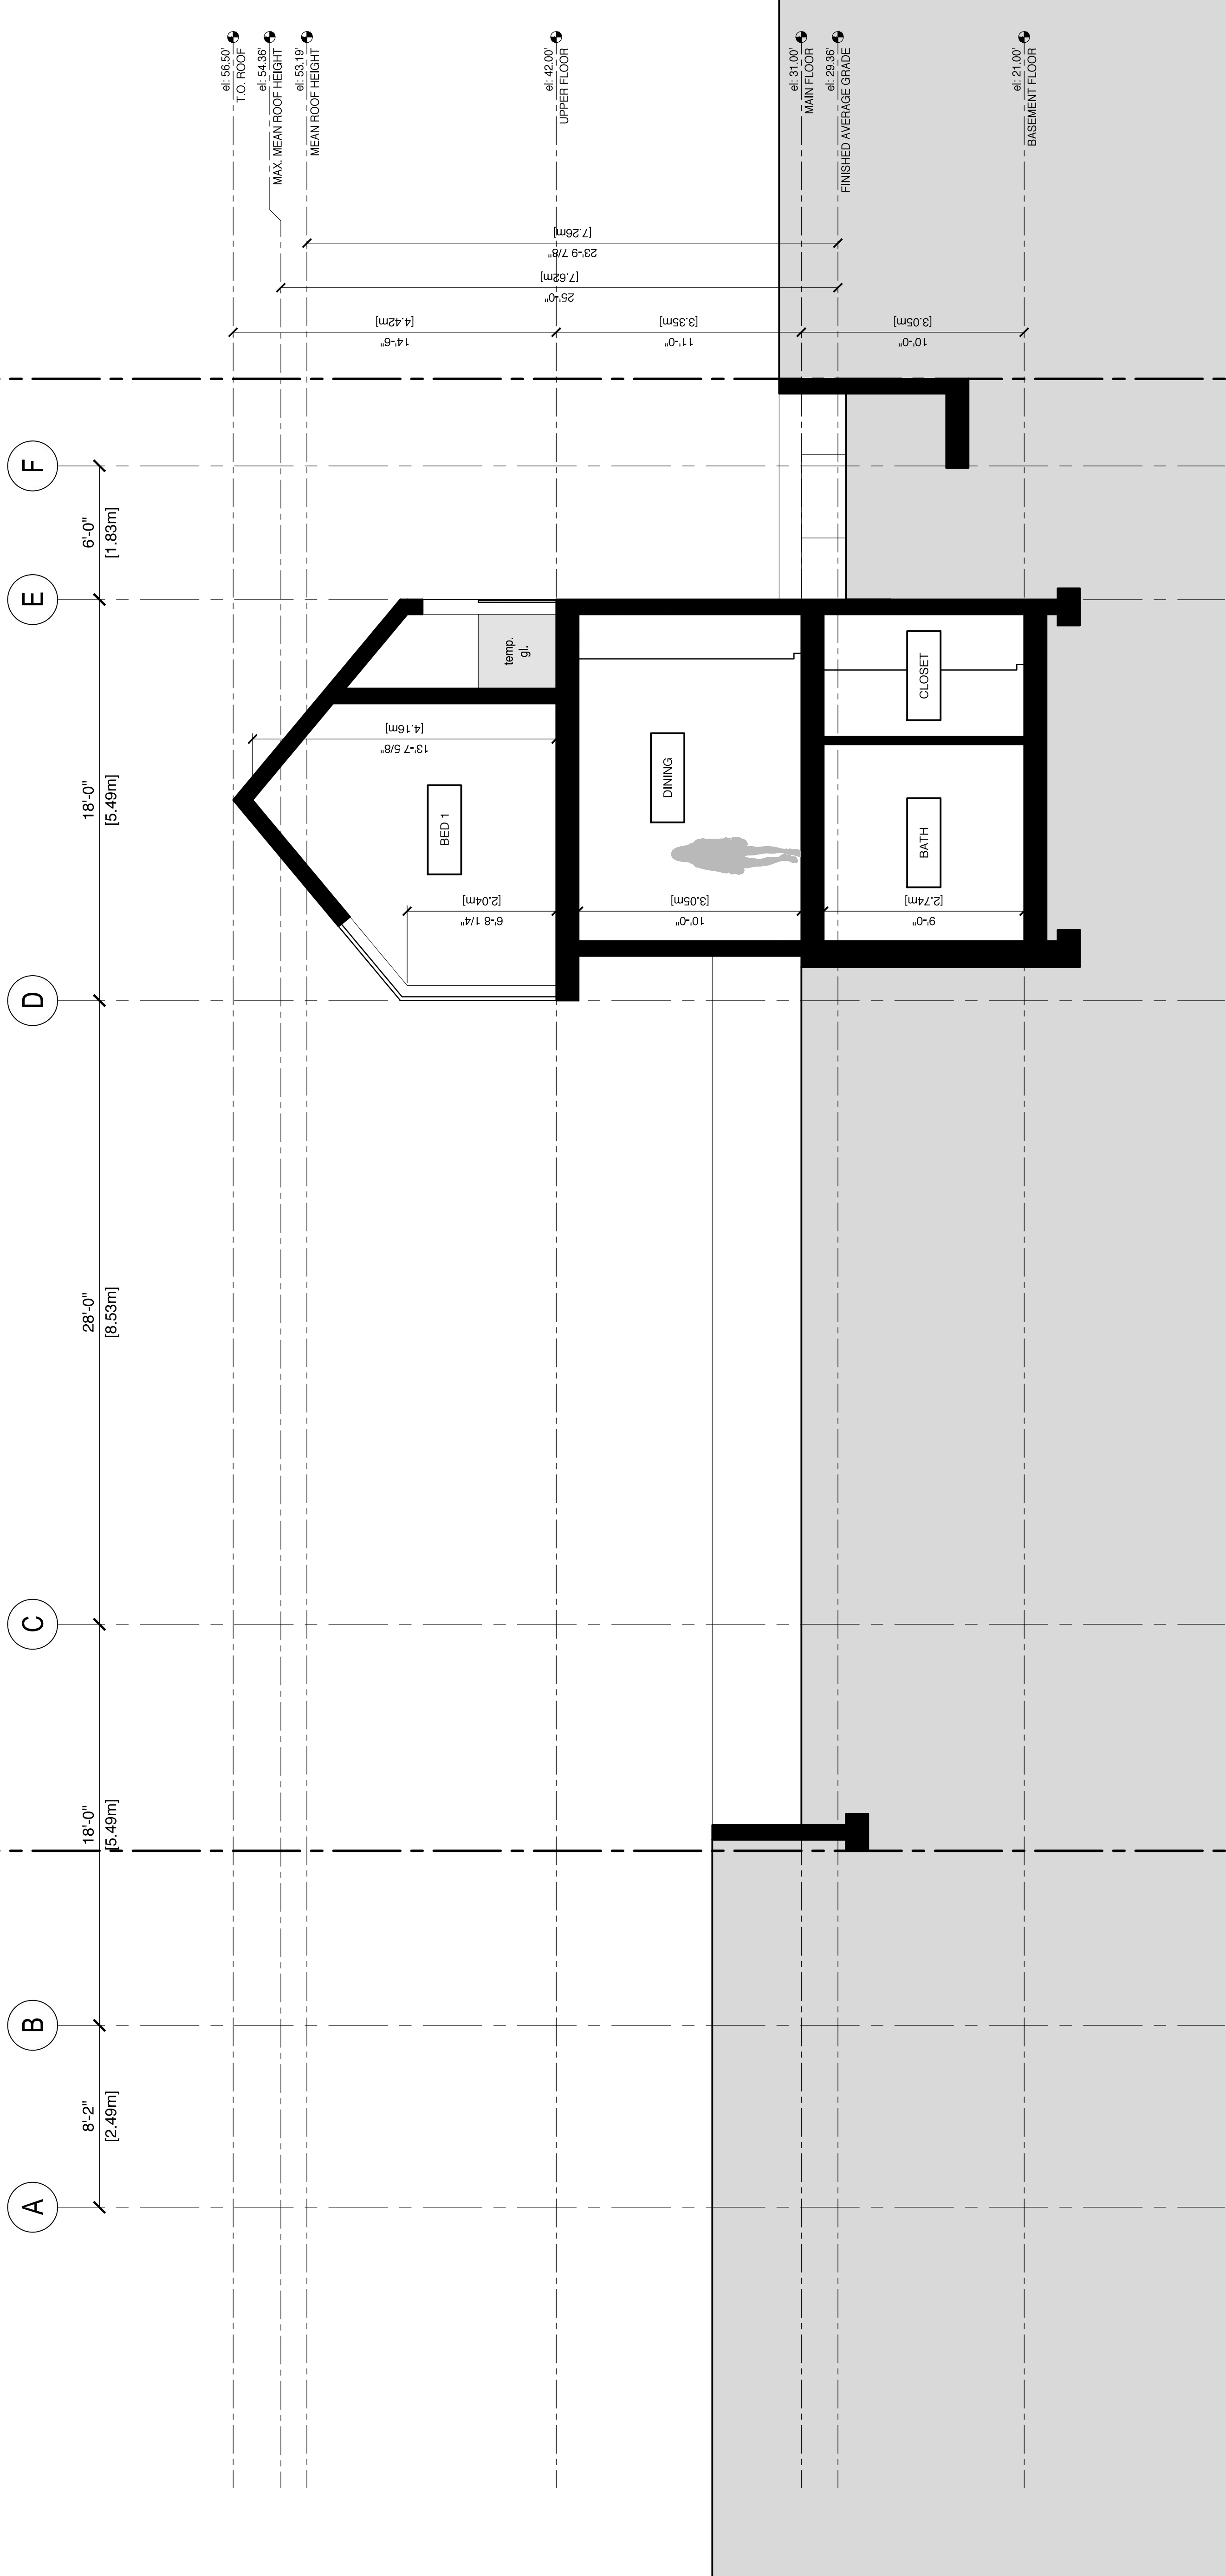 el: 56.50'
T.O. ROOF
el: 54.36'
MAX. MEAN ROOF HEIGHT
el: 53.19'
MEAN ROOF HEIGHT
el: 42.00'
UPPER FLOOR
el: 31.00'
MAIN FLOOR
el: 29.36'
FINISHED AVERAGE GRADE
el: 21.00'
BASEMENT FLOOR
23'-9 7/8"
[7.26m]
25'-0"
[7.62m]
14'-6"
[4.42m]
11'-0"
[3.35m]
10'-0"
[3.05m]
F
6'-0"
[1.83m]
E
18'-0"
[5.49m]
D
28'-0"
[8.53m]
C
18'-0"
[5.49m]
B
8'-2"
[2.49m]
A
temp.
gl.
13'-7 5/8"
[4.16m]
BED 1
6'-8 1/4"
[2.04m]
DINING
10'-0"
[3.05m]
CLOSET
BATH
9'-0"
[2.74m]